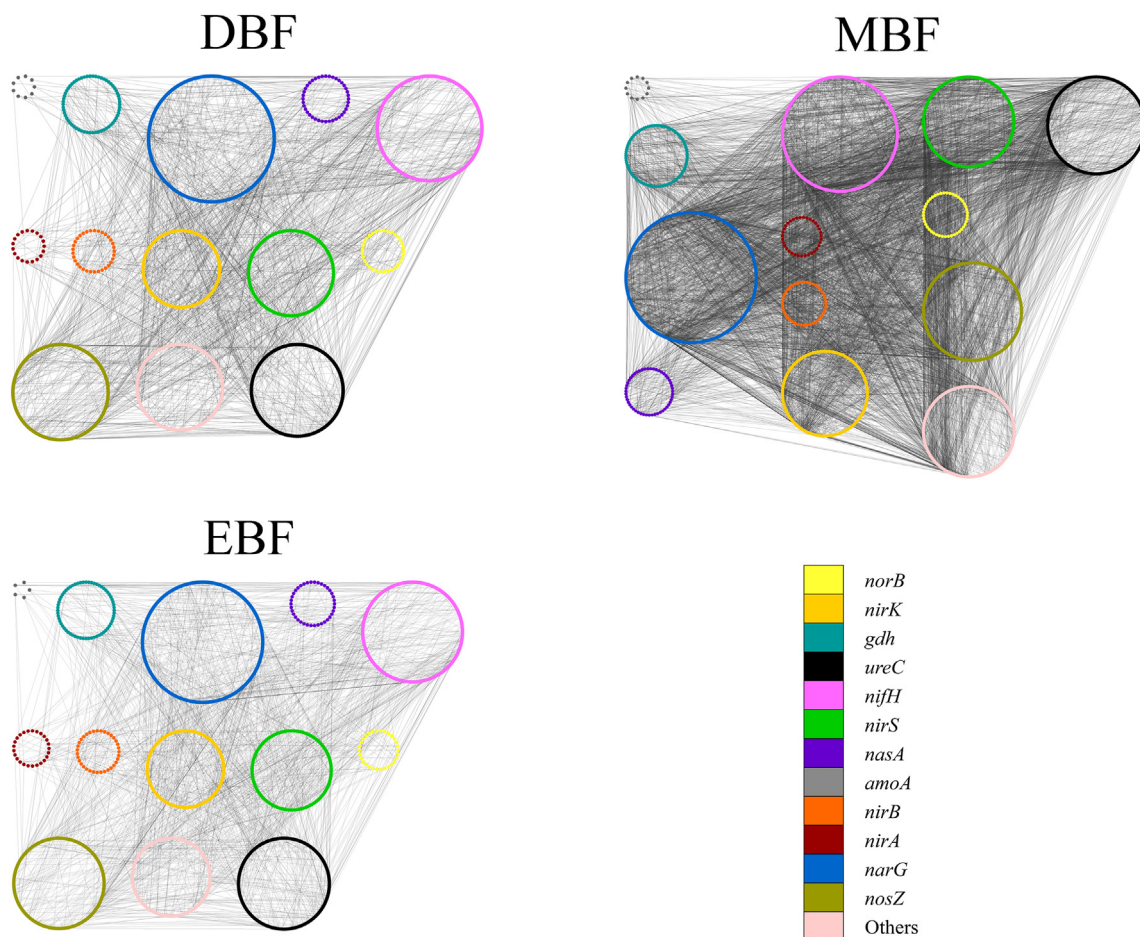 DBF
MBF
EBF
norB
nirK
gdh
ureC
nifH
nirS
nasA
amoA
nirB
nirA
narG
nosZ
Others